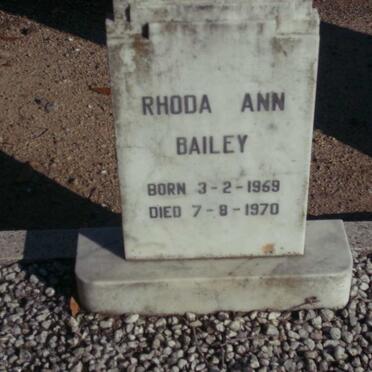 RHODA ANN
BAILEY
BORN 3-2-1969
DIED 7-8-1970